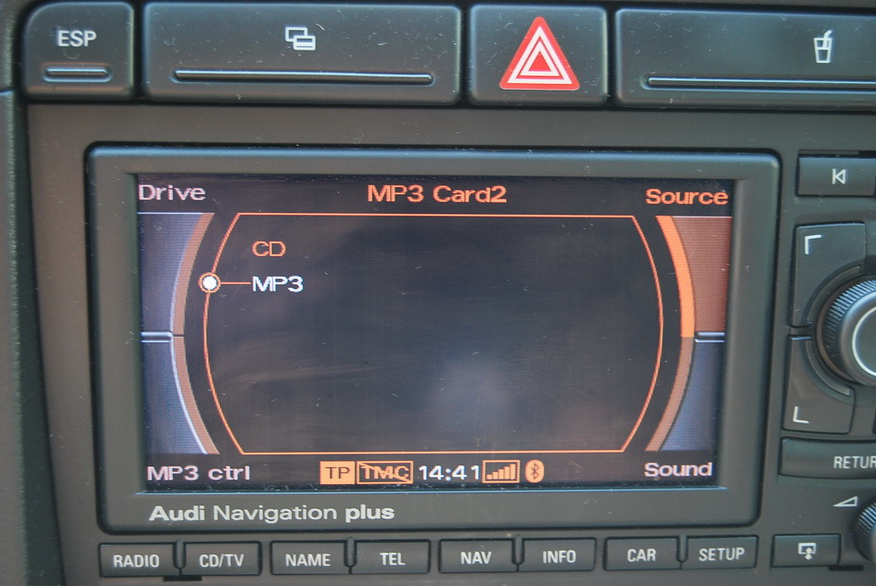 ESP
Drive MP3 Card2 Source
CD
MP3
MP3 ctrl TP TMC 14:41 Sound
Audi Navigation plus
RADIO CD/TV NAME TEL NAV INFO CAR SETUP